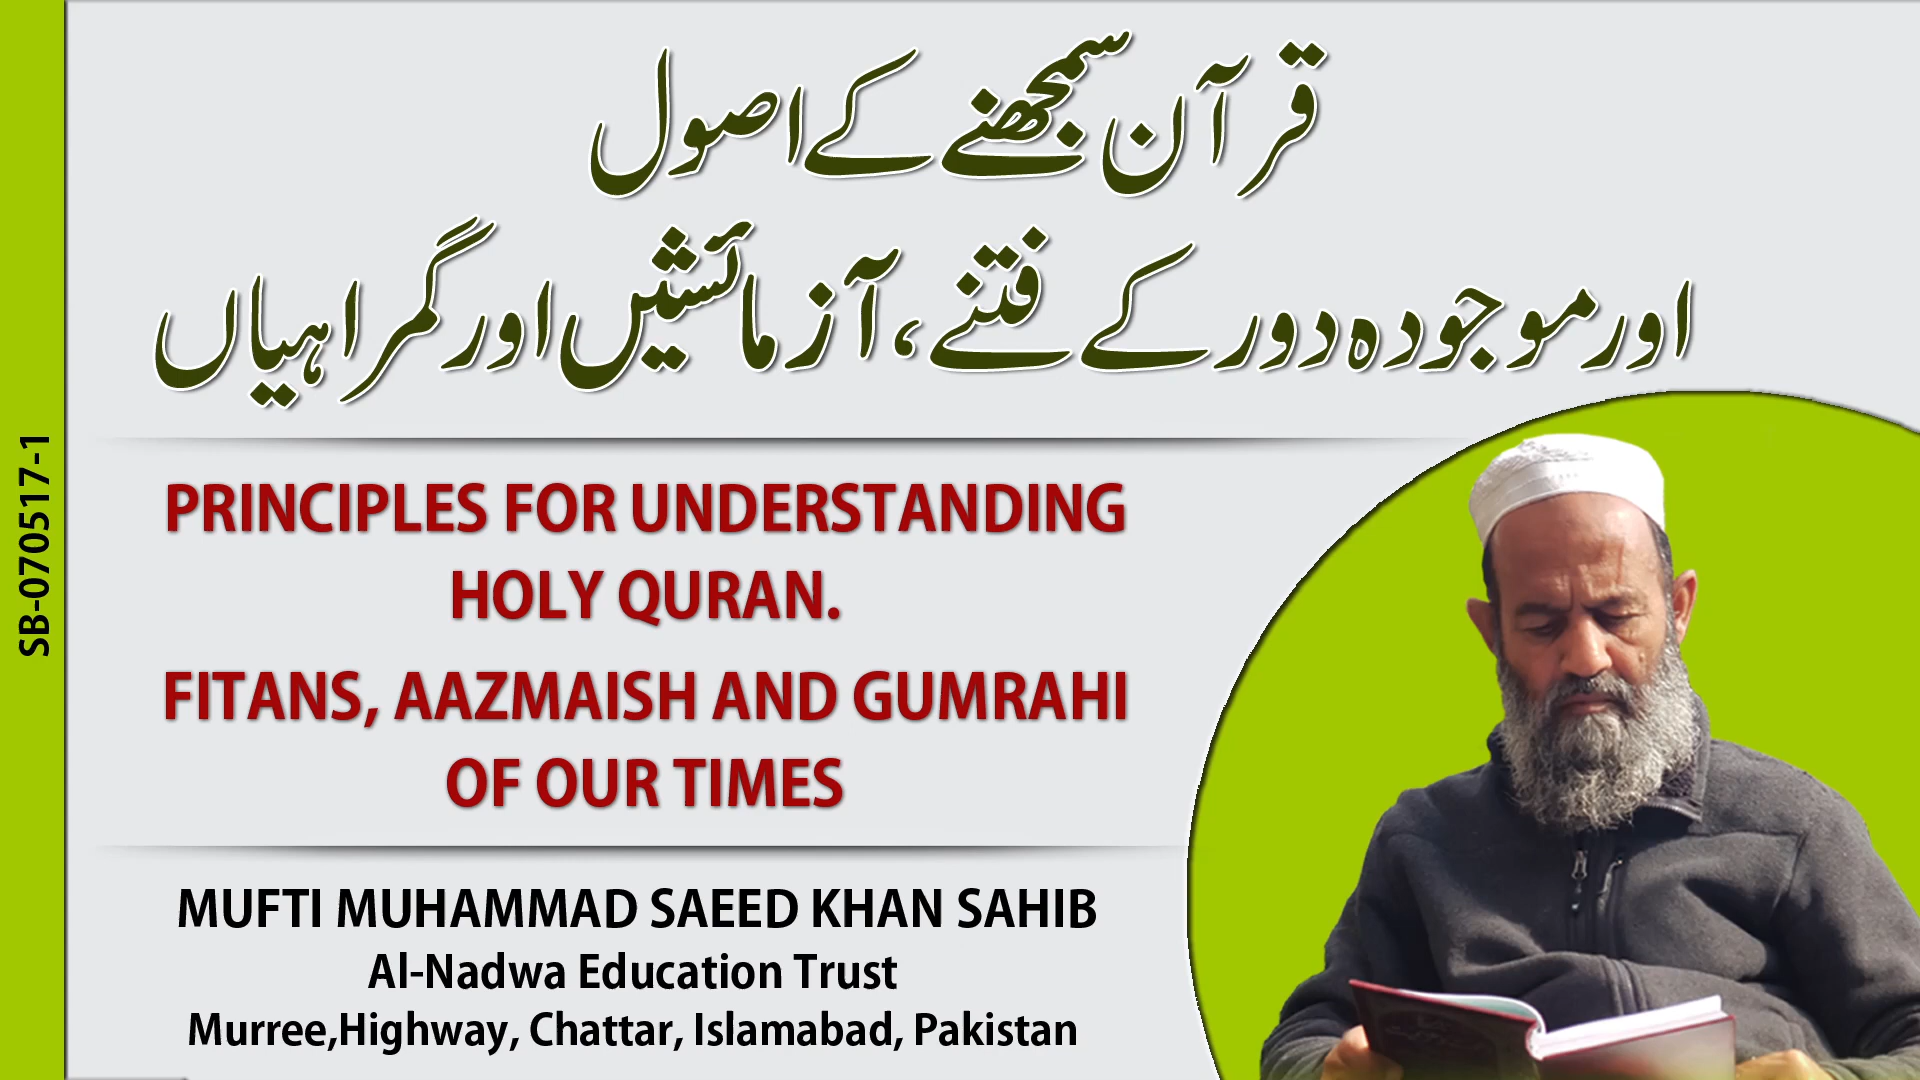 قرآن سمجھنے کے اصول
اور موجودہ دور کے فتنے، آزمائشیں اور گمراہیاں
PRINCIPLES FOR UNDERSTANDING
HOLY QURAN.
FITANS, AAZMAISH AND GUMRAHI
OF OUR TIMES
MUFTI MUHAMMAD SAEED KHAN SAHIB
Al-Nadwa Education Trust
Murree,Highway, Chattar, Islamabad, Pakistan
SB-070517-1